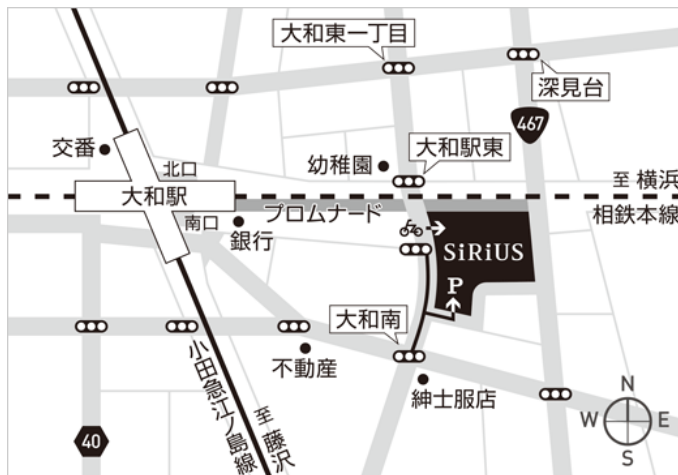 大和東一丁目
深見台
467
交番
北口
幼稚園
大和駅東
至 横浜
大和駅
プロムナード
相鉄本線
南口
銀行
SiRiUS
P
大和南
不動産
紳士服店
小田急江ノ島線
至 藤沢
40
N
W
E
S